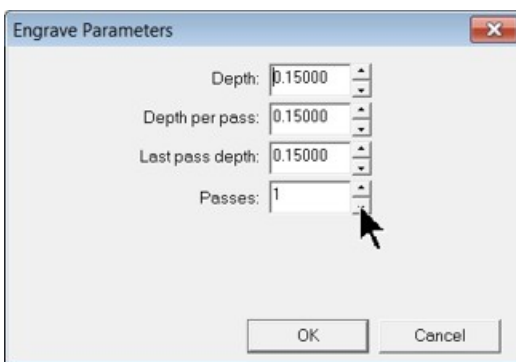 Engrave Parameters
Depth: 0.15000
Depth per pass: 0.15000
Last pass depth: 0.15000
Passes: 1
OK Cancel